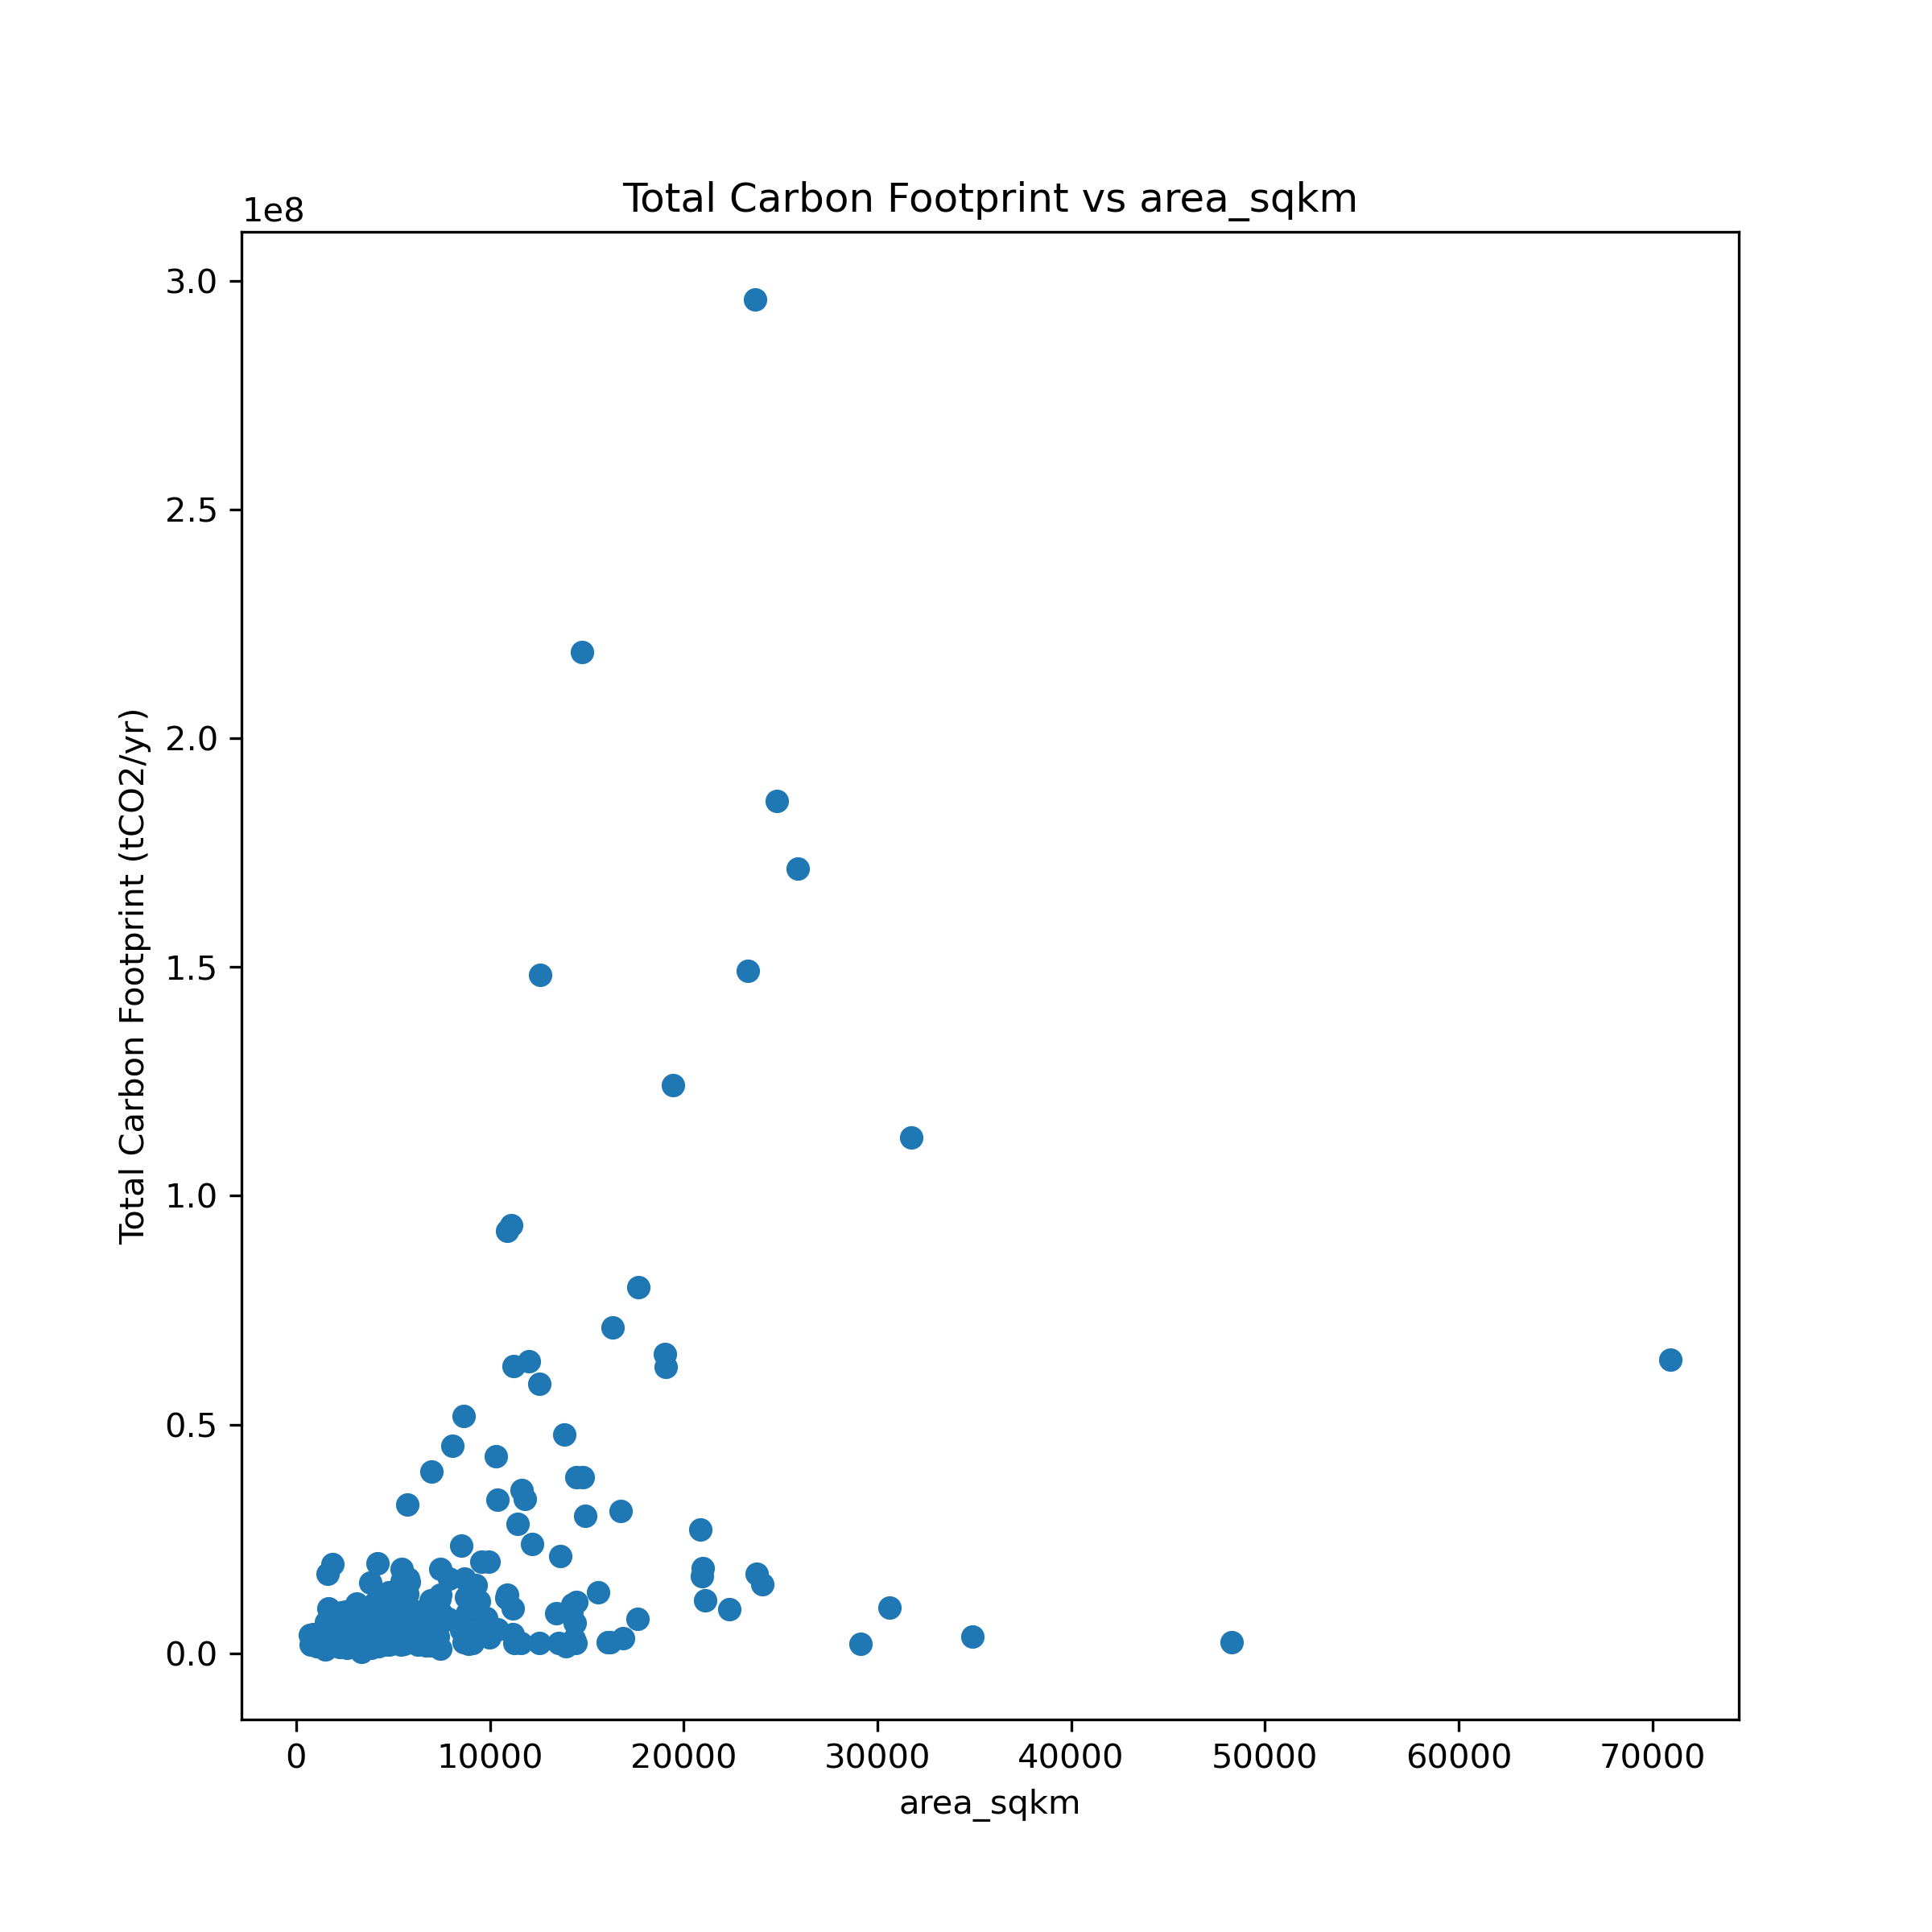 Total Carbon Footprint vs area_sqkm
1e8
3.0
2.5
2.0
1.5
1.0
0.5
0.0
Total Carbon Footprint (tCO2/yr)
0 10000 20000 30000 40000 50000 60000 70000
area_sqkm